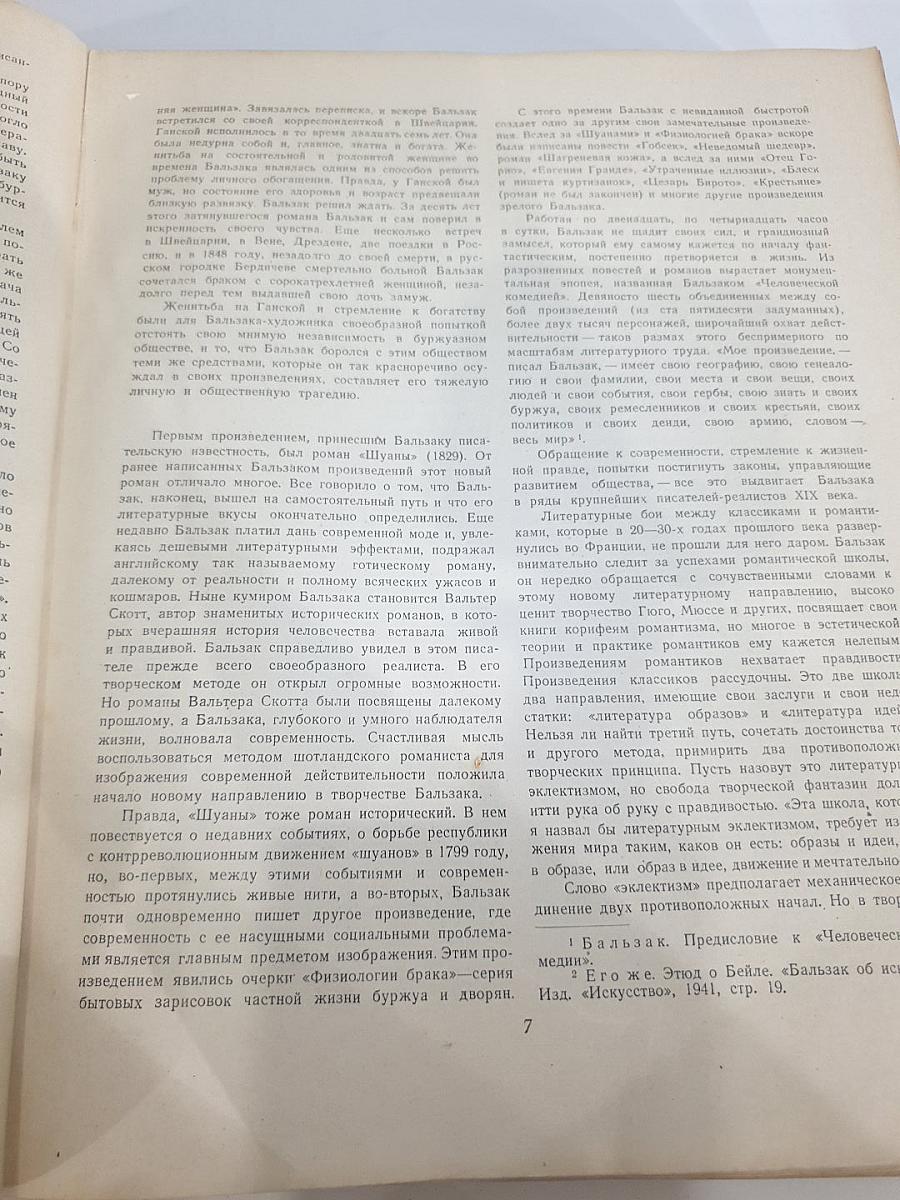 няя женщина». Завязалась переписка, и вскоре Бальзак
встретился со своей корреспонденткой в Швейцарии.
Ганской исполнилось в то время двадцать семь лет. Она
была недурна собой и, главное, знатна и богата. Же-
нитьба на состоятельной и родовитой женщине во
времена Бальзака являлась одним из способов решить
проблему личного обогащения. Правда, у Ганской был
муж, но состояние его здоровья и возраст предвещали
близкую развязку. Бальзак решил ждать. За десять лет
этого затянувшегося романа Бальзак и сам поверил в
искренность своего чувства. Еще несколько встреч
в Швейцарии, в Вене, Дрездене, две поездки в Рос-
сию, и в 1848 году, незадолго до своей смерти, в рус-
ском городке Бердичеве смертельно больной Бальзак
сочетался браком с сорокатрехлетней женщиной, неза-
долго перед тем выдавшей свою дочь замуж.
Женитьба на Ганской и стремление к богатству
были для Бальзака-художника своеобразной попыткой
отстоять свою мнимую независимость в буржуазном
обществе, и то, что Бальзак боролся с этим обществом
теми же средствами, которые он так красноречиво осу-
ждал в своих произведениях, составляет его тяжелую
личную и общественную трагедию.
Первым произведением, принесшим Бальзаку писа-
тельскую известность, был роман «Шуаны» (1829). От
ранее написанных Бальзаком произведений этот новый
роман отличало многое. Все говорило о том, что Баль-
зак, наконец, вышел на самостоятельный путь и что его
литературные вкусы окончательно определились. Еще
недавно Бальзак платил дань современной моде и, увле-
каясь дешевыми литературными эффектами, подражал
английскому так называемому готическому роману,
далекому от реальности и полному всяческих ужасов и
кошмаров. Ныне кумиром Бальзака становится Вальтер
Скотт, автор знаменитых исторических романов, в кото-
рых вчерашняя история человечества вставала живой
и правдивой. Бальзак справедливо увидел в этом писа-
теле прежде всего своеобразного реалиста. В его
творческом методе он открыл огромные возможности.
Но романы Вальтера Скотта были посвящены далекому
прошлому, а Бальзака, глубокого и умного наблюдателя
жизни, волновала современность. Счастливая мысль
воспользоваться методом шотландского романиста для
изображения современной действительности положила
начало новому направлению в творчестве Бальзака.
Правда, «Шуаны» тоже роман исторический. В нем
повествуется о недавних событиях, о борьбе республики
с контрреволюционным движением «шуанов» в 1799 году,
но, во-первых, между этими событиями и современ-
ностью протянулись живые нити, а во-вторых, Бальзак
почти одновременно пишет другое произведение, где
современность с ее насущными социальными проблема-
ми является главным предметом изображения. Этим про-
изведением явились очерки «Физиологии брака»—серия
бытовых зарисовок частной жизни буржуа и дворян.
С этого времени Бальзак с невиданной быстротой
создает одно за другим свои замечательные произведе-
ния. Вслед за «Шуанами» и «Физиологией брака» вскоре
были написаны повести «Гобсек», «Неведомый шедевр»,
роман «Шагреневая кожа», а вслед за ними «Отец Го-
рио», «Евгения Гранде», «Утраченные иллюзии», «Блеск
и нищета куртизанок», «Цезарь Бирото», «Крестьяне»
(роман не был закончен) и многие другие произведения
зрелого Бальзака.
Работая по двенадцати, по четырнадцать часов
в сутки, Бальзак не щадит своих сил, и грандиозный
замысел, который ему самому кажется по началу фан-
тастическим, постепенно претворяется в жизнь. Из
разрозненных повестей и романов вырастает монумен-
тальная эпопея, названная Бальзаком «Человеческой
комедией». Девяносто шесть объединенных между со-
бой произведений (из ста пятидесяти задуманных),
более двух тысяч персонажей, широчайший охват дейст-
вительности — таков размах этого беспримерного по
масштабам литературного труда. «Мое произведение, —
писал Бальзак, — имеет свою географию, свою генеало-
гию и свои фамилии, свои места и свои вещи, своих
людей и свои события, свои гербы, свою знать и своих
буржуа, своих ремесленников и своих крестьян, своих
политиков и своих денди, свою армию, словом —
весь мир» ¹.
Обращение к современности, стремление к жизнен-
ной правде, попытки постигнуть законы, управляющие
развитием общества, — все это выдвигает Бальзака
в ряды крупнейших писателей-реалистов XIX века.
Литературные бои между классиками и романти-
ками, которые в 20—30-х годах прошлого века развер-
нулись во Франции, не прошли для него даром. Бальзак
внимательно следит за успехами романтической школы,
он нередко обращается с сочувственными словами к
этому новому литературному направлению, высоко
ценит творчество Гюго, Мюссе и других, посвящает свои
книги корифеям романтизма, но многое в эстетической
теории и практике романтиков ему кажется нелепым
Произведениям романтиков нехватает правдивости
Произведения классиков рассудочны. Это две школы
два направления, имеющие свои заслуги и свои недо
статки: «литература образов» и «литература идей
Нельзя ли найти третий путь, сочетать достоинства то
и другого метода, примирить два противополож
творческих принципа. Пусть назовут это литератур
эклектизмом, но свобода творческой фантазии дол
итти рука об руку с правдивостью. «Эта школа, кото
я назвал бы литературным эклектизмом, требует из
жения мира таким, каков он есть: образы и идеи,
в образе, или образ в идее, движение и мечтательно
Слово «эклектизм» предполагает механическое
динение двух противоположных начал. Но в твор
¹ Бальзак. Предисловие к «Человеческ
медии».
² Его же. Этюд о Бейле. «Бальзак об иск
Изд. «Искусство», 1941, стр. 19.
7